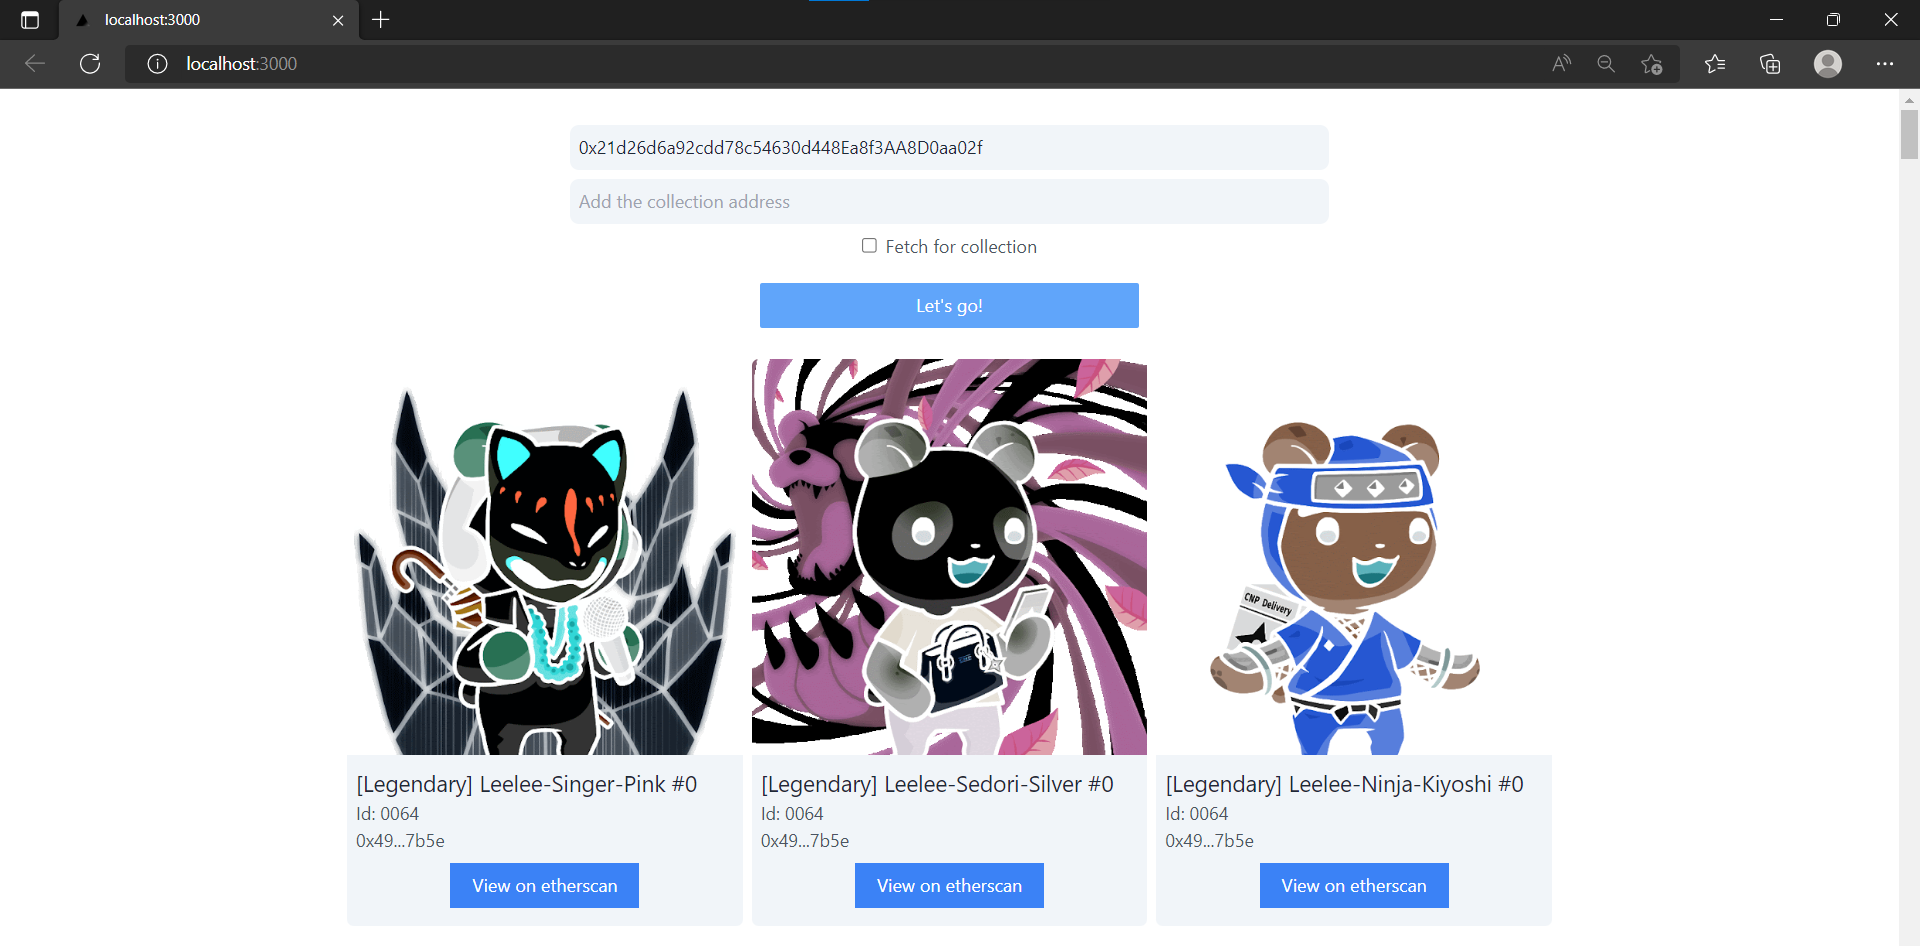 localhost:3000
localhost:3000
0x21d26d6a92cdd78c54630d448Ea8f3AA8D0aa02f
Add the collection address
Fetch for collection
Let's go!
CNP Delivery
[Legendary] Leelee-Singer-Pink #0
Id: 0064
0x49...7b5e
View on etherscan
[Legendary] Leelee-Sedori-Silver #0
Id: 0064
0x49...7b5e
View on etherscan
[Legendary] Leelee-Ninja-Kiyoshi #0
Id: 0064
0x49...7b5e
View on etherscan